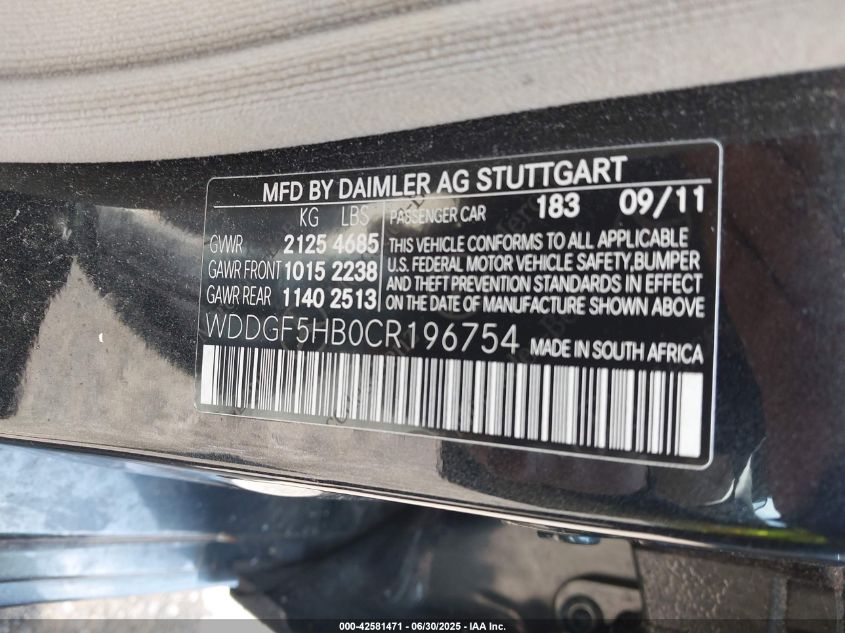 MFD BY DAIMLER AG STUTTGART
KG LBS PASSENGER CAR 183 09/11
GVWR 2125 4685
GAWR FRONT 1015 2238
GAWR REAR 1140 2513
THIS VEHICLE CONFORMS TO ALL APPLICABLE
U.S. FEDERAL MOTOR VEHICLE SAFETY,BUMPER
AND THEFT PREVENTION STANDARDS IN EFFECT
ON THE DATE OF MANUFACTURE SHOWN ABOVE.
WDDGF5HB0CR196754 MADE IN SOUTH AFRICA
000-42581471 - 06/30/2025 - IAA Inc.